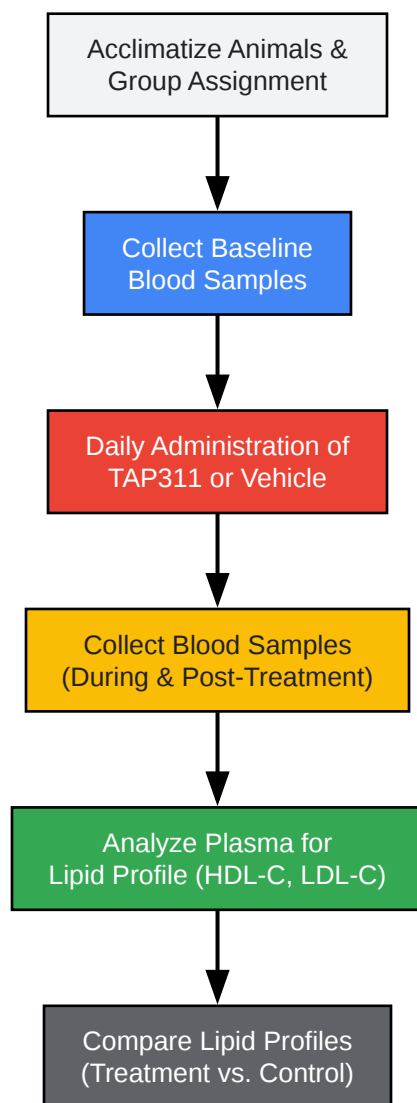 Acclimatize Animals &
Group Assignment
Collect Baseline
Blood Samples
Daily Administration of
TAP311 or Vehicle
Collect Blood Samples
(During & Post-Treatment)
Analyze Plasma for
Lipid Profile (HDL-C, LDL-C)
Compare Lipid Profiles
(Treatment vs. Control)